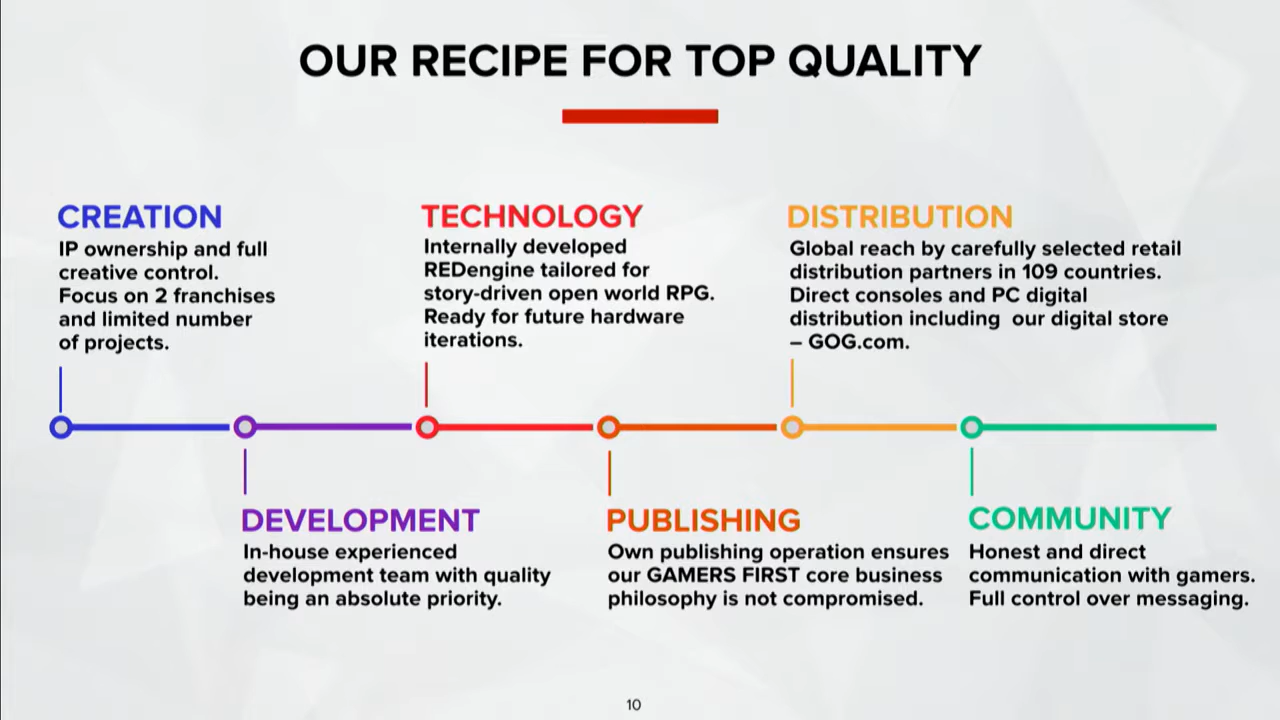 OUR RECIPE FOR TOP QUALITY
CREATION
IP ownership and full
creative control.
Focus on 2 franchises
and limited number
of projects.
TECHNOLOGY
Internally developed
REDengine tailored for
story-driven open world RPG.
Ready for future hardware
iterations.
DISTRIBUTION
Global reach by carefully selected retail
distribution partners in 109 countries.
Direct consoles and PC digital
distribution including our digital store
– GOG.com.
DEVELOPMENT
In-house experienced
development team with quality
being an absolute priority.
PUBLISHING
Own publishing operation ensures
our GAMERS FIRST core business
philosophy is not compromised.
COMMUNITY
Honest and direct
communication with gamers.
Full control over messaging.
10